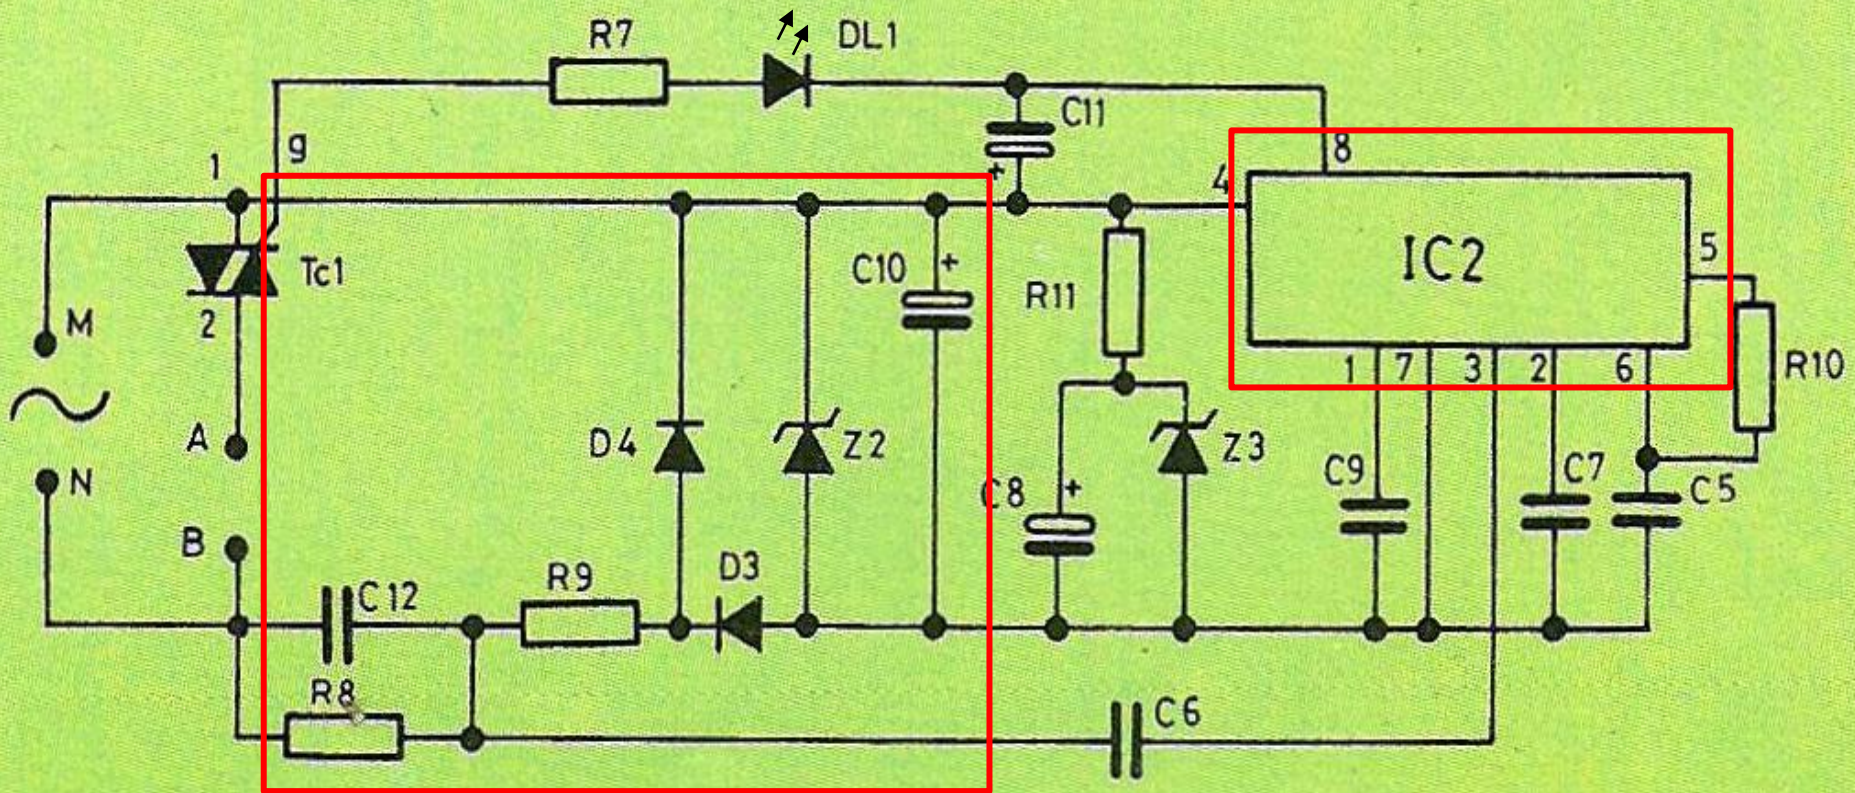 R7
DL1
C11
1
g
8
4
Tc1
C10
+
+
IC2
5
R11
M
2
1
7
3
2
6
R10
A
D4
Z2
Z3
N
C8
+
C9
C7
C5
B
D3
R9
C12
R8
C6